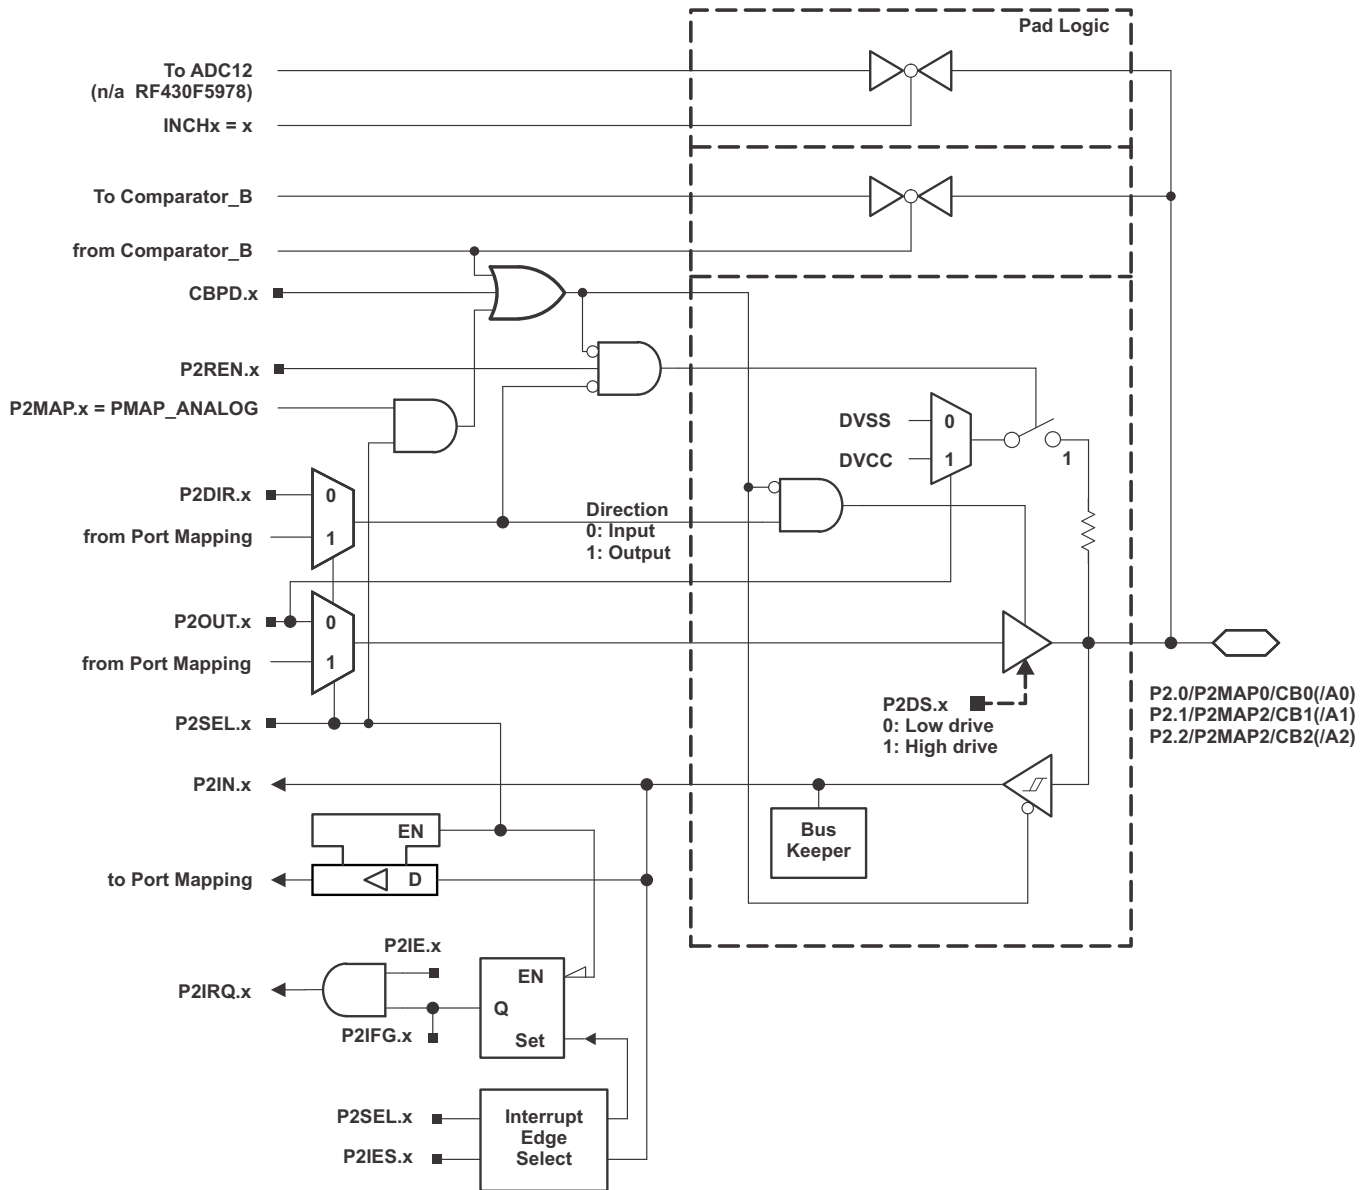 Pad Logic
To ADC12
(n/a RF430F5978)
INCHx = x
To Comparator_B
from Comparator_B
CBPD.x
P2REN.x
P2MAP.x = PMAP_ANALOG
DVSS
0
DVCC
1
1
P2DIR.x
0
from Port Mapping
1
Direction
0: Input
1: Output
P2OUT.x
0
from Port Mapping
1
P2SEL.x
P2DS.x
0: Low drive
1: High drive
P2.0/P2MAP0/CB0(/A0)
P2.1/P2MAP2/CB1(/A1)
P2.2/P2MAP2/CB2(/A2)
P2IN.x
EN
Bus
Keeper
to Port Mapping
D
P2IE.x
EN
P2IRQ.x
Q
P2IFG.x
Set
P2SEL.x
P2IES.x
Interrupt
Edge
Select